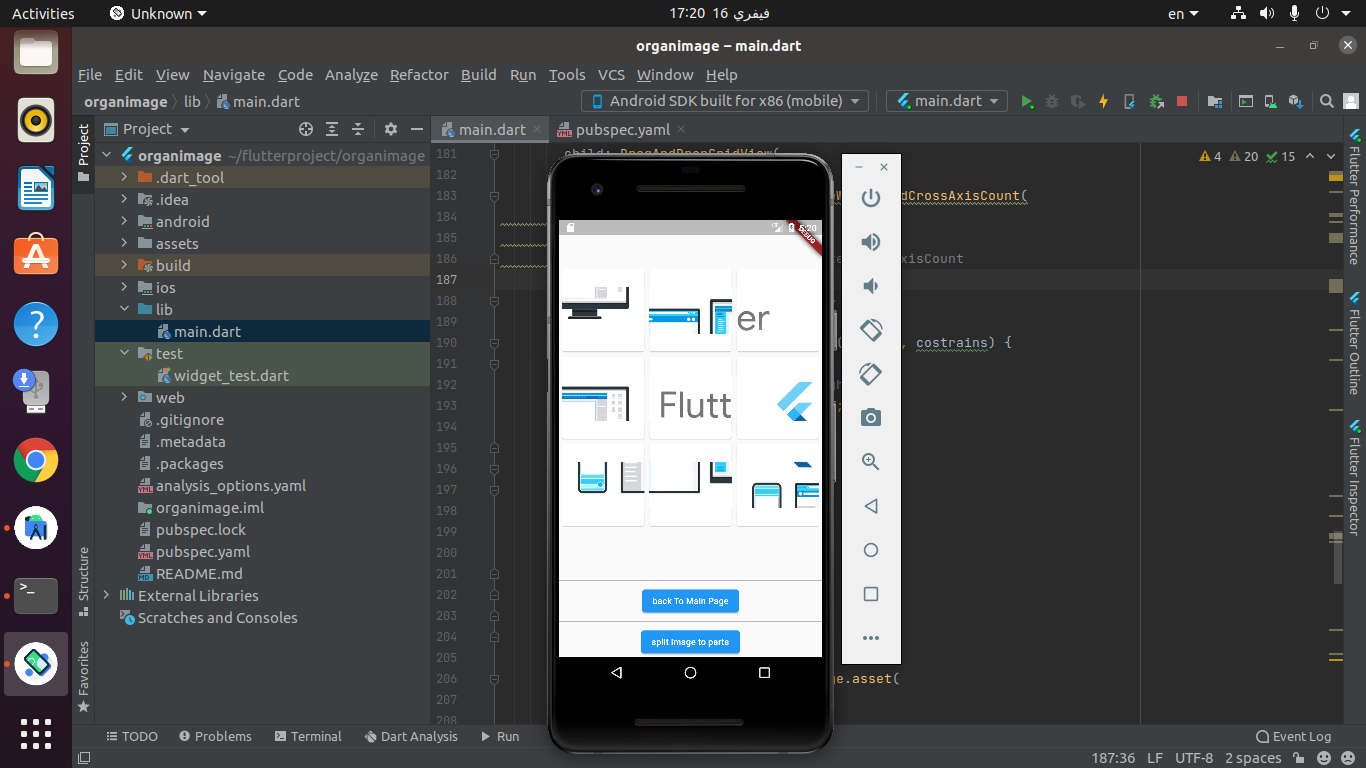 Activities
Unknown
17:20 16 فيفري
en
organimage – main.dart
File Edit View Navigate Code Analyze Refactor Build Run Tools VCS Window Help
organimage lib main.dart
Android SDK built for x86 (mobile)
main.dart
Project
main.dart
pubspec.yaml
organimage ~/flutterproject/organimage
.dart_tool
.idea
android
assets
build
ios
lib
main.dart
test
widget_test.dart
web
.gitignore
.metadata
.packages
analysis_options.yaml
organimage.iml
pubspec.lock
pubspec.yaml
README.md
External Libraries
Scratches and Consoles
Project
Structure
Favorites
181 child: DragAndDropGridView(
182
183 dCrossAxisCount(
184
185
186 AxisCount
187
188
189
190 , costrains) {
191
192
193
194
195
196
197
198
199
200
201
202
203
204
205
206 e.asset(
207
208
4 20 15
5:20
DEBUG
er
Flutt
back To Main Page
split image to parts
Flutter Performance
Flutter Outline
Flutter Inspector
TODO Problems Terminal Dart Analysis Run
Event Log
187:36 LF UTF-8 2 spaces